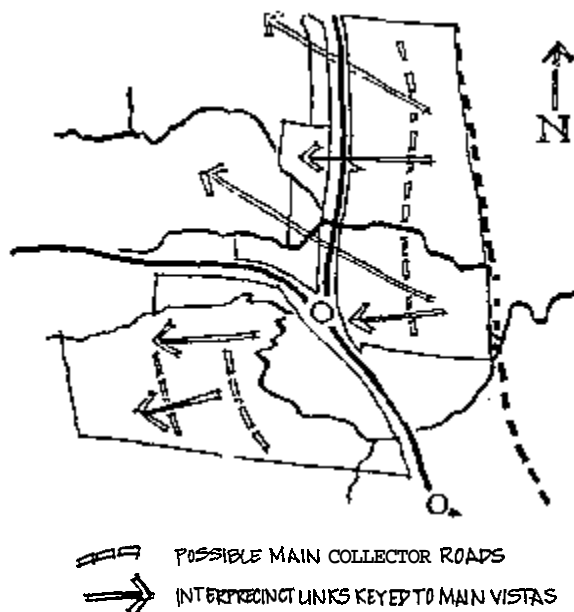 N
POSSIBLE MAIN COLLECTOR ROADS
INTERPRECINCT LINKS KEYED TO MAIN VISTAS